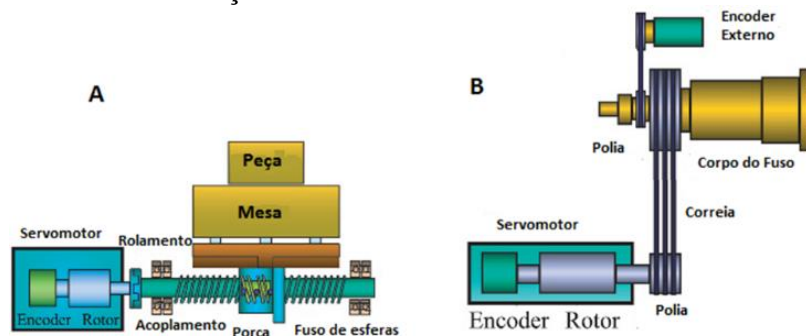 Encoder
Externo
A
B
Peça
Polia
Corpo do Fuso
Mesa
Servomotor
Rolamento
Servomotor
Correia
Encoder Rotor
Acoplamento
Porca
Fuso de esferas
Encoder Rotor
Polia